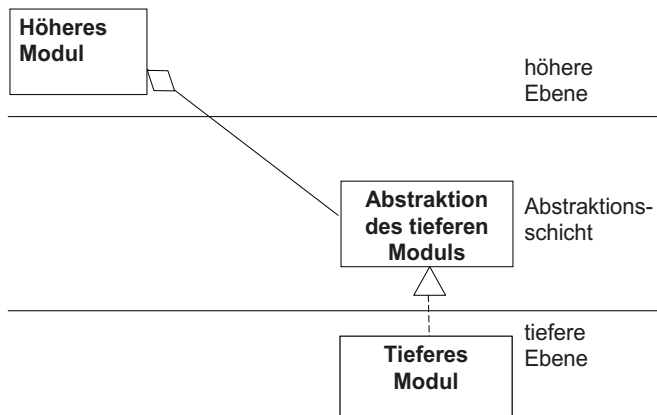 Höheres
Modul
höhere
Ebene
Abstraktion
des tieferen
Moduls
Abstraktions-
schicht
tiefere
Ebene
Tieferes
Modul